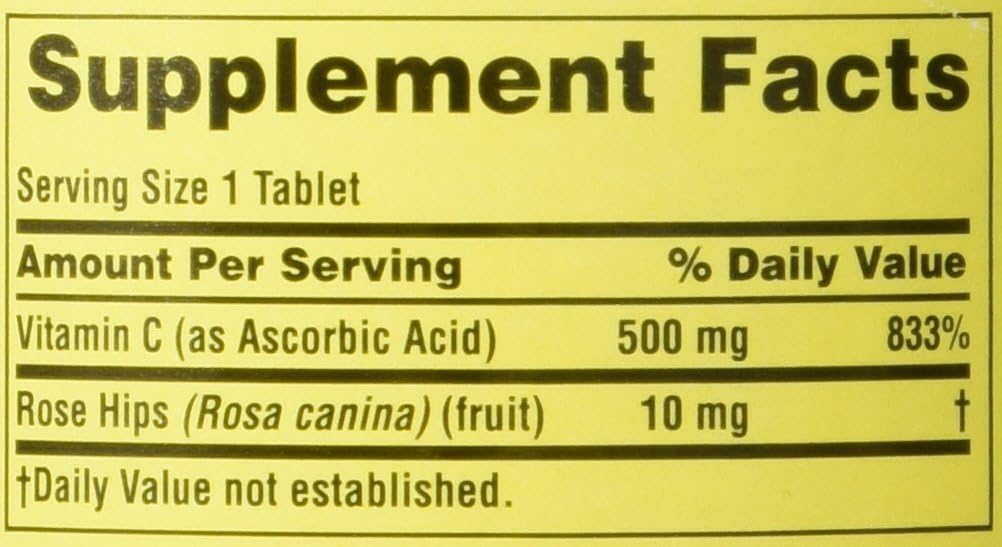 Supplement Facts
Serving Size 1 Tablet
Amount Per Serving % Daily Value
Vitamin C (as Ascorbic Acid) 500 mg 833%
Rose Hips (Rosa canina) (fruit) 10 mg †
†Daily Value not established.